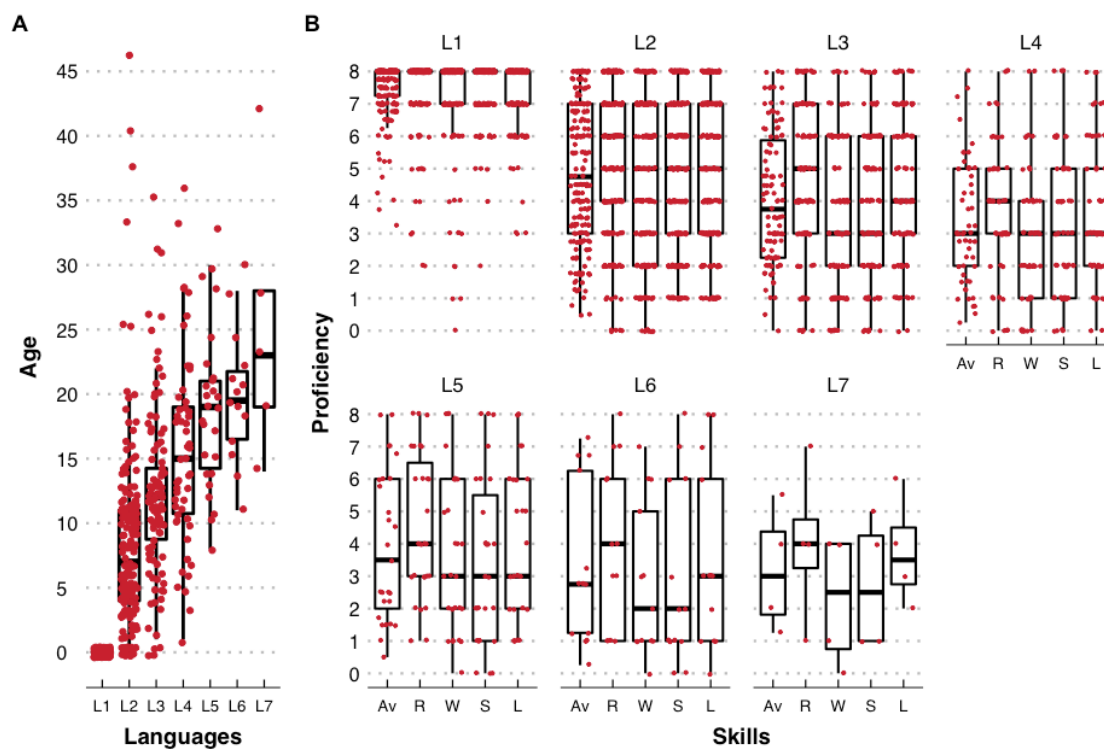 A
Age
45
40
35
30
25
20
15
10
5
0
L1 L2 L3 L4 L5 L6 L7
Languages
B
Proficiency
L1 L2 L3 L4
8
7
6
5
4
3
2
1
0
Av R W S L
L5 L6 L7
8
7
6
5
4
3
2
1
0
Av R W S L Av R W S L Av R W S L
Skills